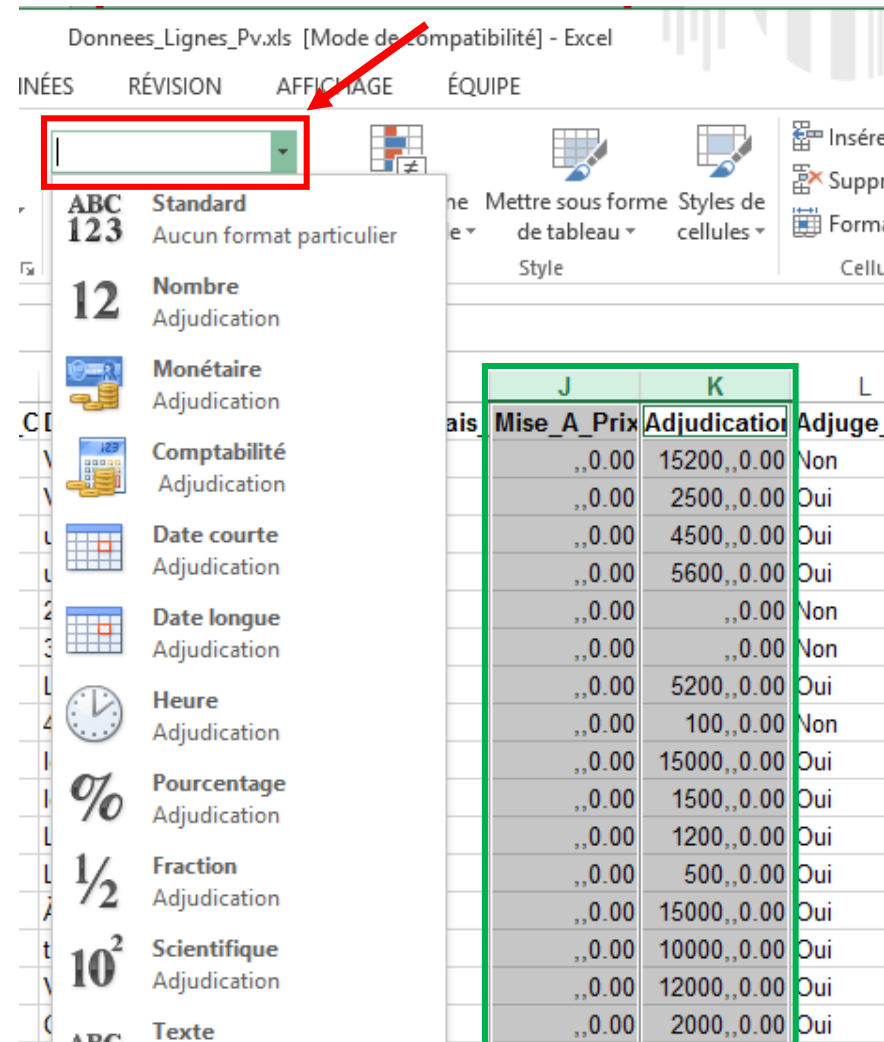 Donnees_Lignes_Pv.xls [Mode de compatibilité] - Excel
RÉVISION AFFICHAGE ÉQUIPE
Mettre sous forme de tableau
Styles de cellules
Style
ABC 123 Standard
Aucun format particulier
12 Nombre
Adjudication
Monétaire
Adjudication
123 Comptabilité
Adjudication
Date courte
Adjudication
Date longue
Adjudication
Heure
Adjudication
% Pourcentage
Adjudication
1/2 Fraction
Adjudication
10² Scientifique
Adjudication
ABC Texte
J K L
Mise_A_Prix Adjudication Adjuge_
,,0.00 15200,,0.00 Non
,,0.00 2500,,0.00 Oui
,,0.00 4500,,0.00 Oui
,,0.00 5600,,0.00 Oui
,,0.00 ,,0.00 Non
,,0.00 ,,0.00 Non
,,0.00 5200,,0.00 Oui
,,0.00 100,,0.00 Non
,,0.00 15000,,0.00 Oui
,,0.00 1500,,0.00 Oui
,,0.00 1200,,0.00 Oui
,,0.00 500,,0.00 Oui
,,0.00 15000,,0.00 Oui
,,0.00 10000,,0.00 Oui
,,0.00 12000,,0.00 Oui
,,0.00 2000,,0.00 Oui